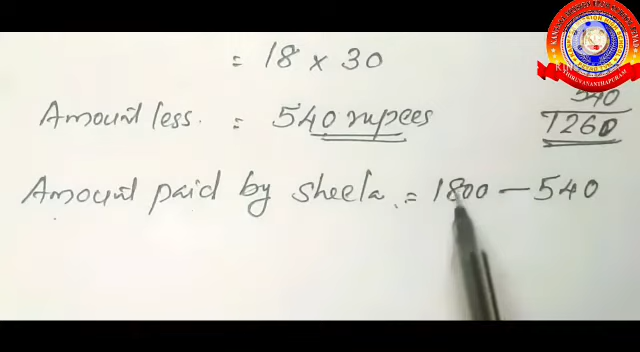 = 18 × 30
540
Amount less. = 540 rupees
1260
Amount paid by Sheela. = 1800 – 540